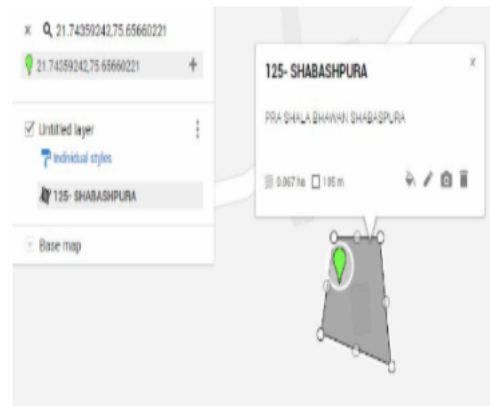 × 21.74359242,75.65660221
21.74359242,75.65660221 +
Untitled layer
Individual styles
125- SHABASHPURA
Base map
125- SHABASHPURA ×
PRA SHALA BHAWAN SHABASPURA
0.067 ha 105 m